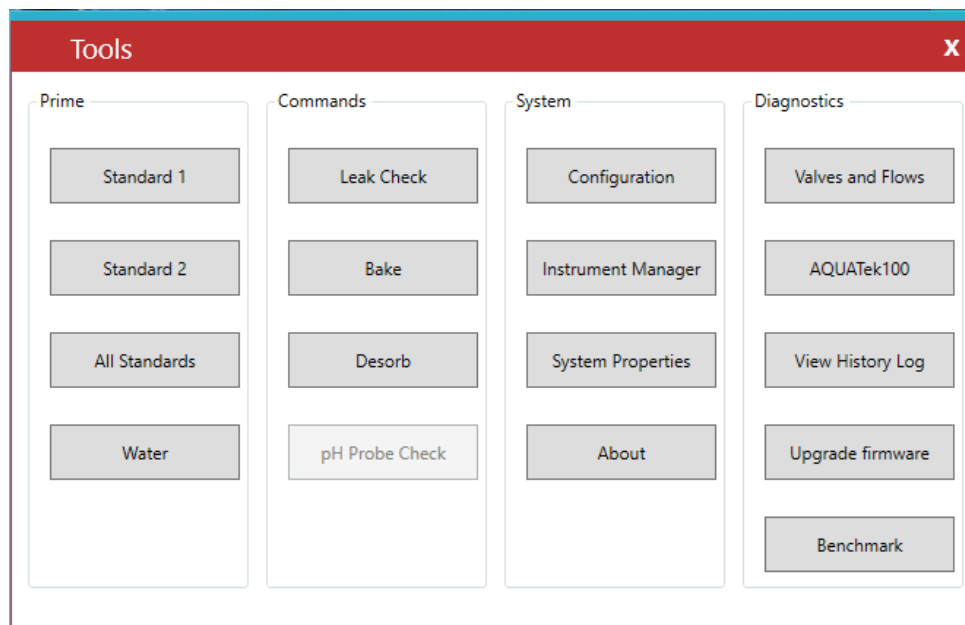 Tools
X
Prime
Standard 1
Standard 2
All Standards
Water
Commands
Leak Check
Bake
Desorb
pH Probe Check
System
Configuration
Instrument Manager
System Properties
About
Diagnostics
Valves and Flows
AQUATek100
View History Log
Upgrade firmware
Benchmark